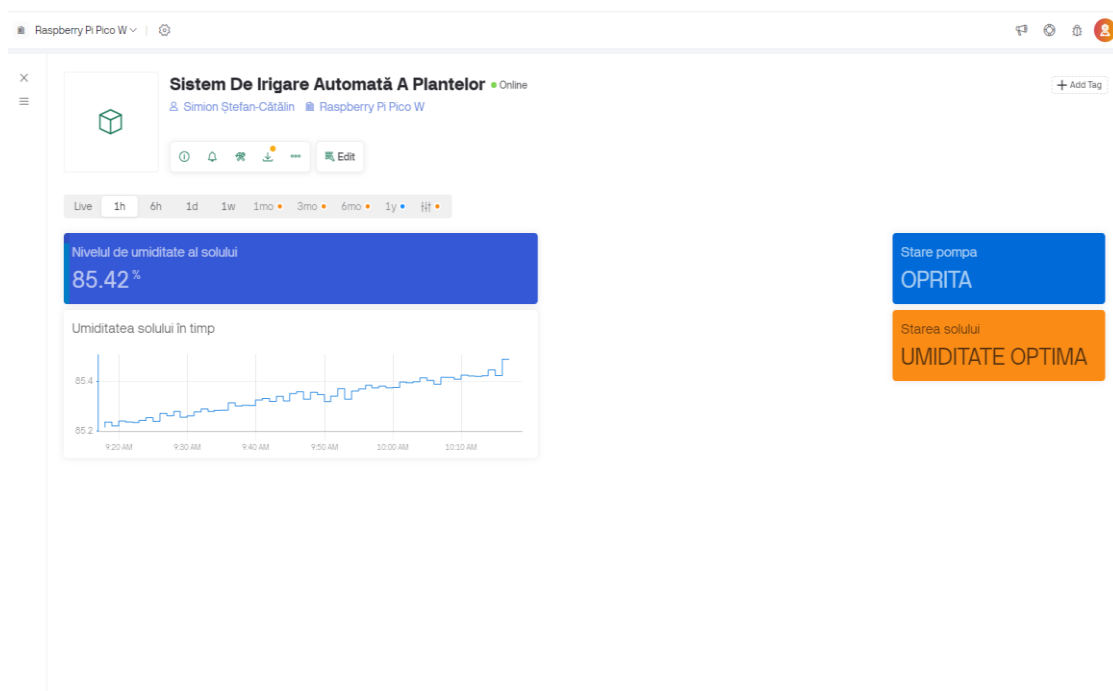 Raspberry Pi Pico W
Sistem De Irigare Automată A Plantelor Online
Simion Ștefan-Cătălin Raspberry Pi Pico W
Add Tag
Edit
Live 1h 6h 1d 1w 1mo 3mo 6mo 1y
Nivelul de umiditate al solului
85.42 %
Stare pompa
OPRITA
Umiditatea solului în timp
85.4
85.2
9:20 AM 9:30 AM 9:40 AM 9:50 AM 10:00 AM 10:10 AM
Starea solului
UMIDITATE OPTIMA